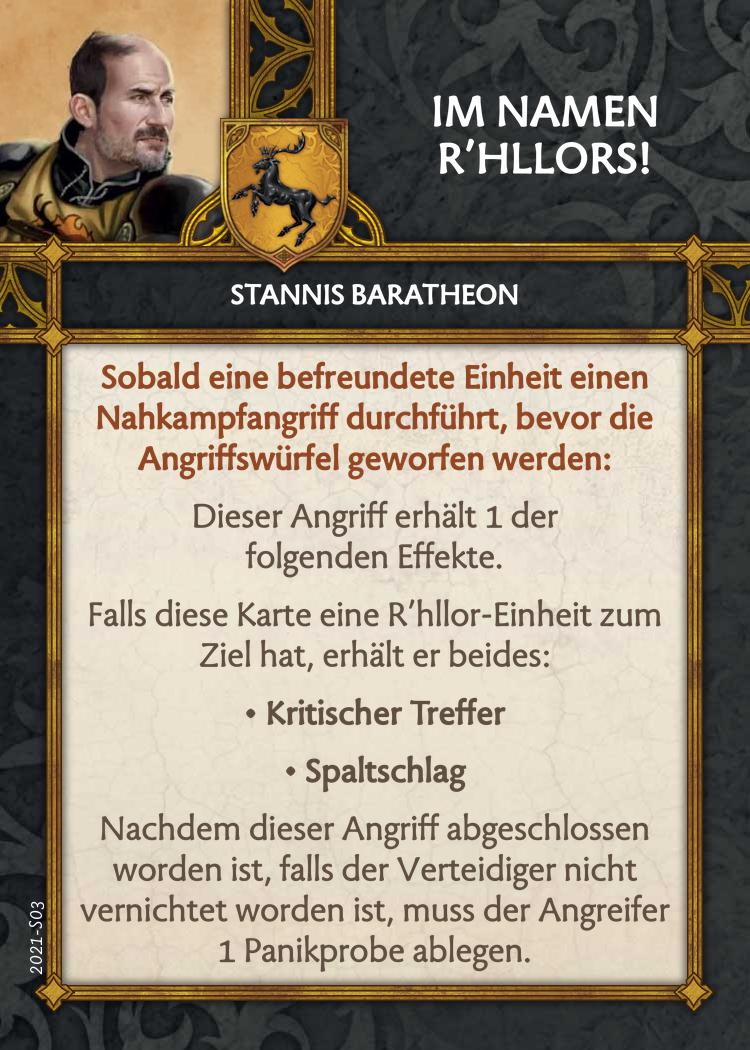 IM NAMEN
R’HLLORS!
STANNIS BARATHEON
Sobald eine befreundete Einheit einen
Nahkampfangriff durchführt, bevor die
Angriffswürfel geworfen werden:
Dieser Angriff erhält 1 der
folgenden Effekte.
Falls diese Karte eine R’hllor-Einheit zum
Ziel hat, erhält er beides:
• Kritischer Treffer
• Spaltschlag
Nachdem dieser Angriff abgeschlossen
worden ist, falls der Verteidiger nicht
vernichtet worden ist, muss der Angreifer
1 Panikprobe ablegen.
2021-S03